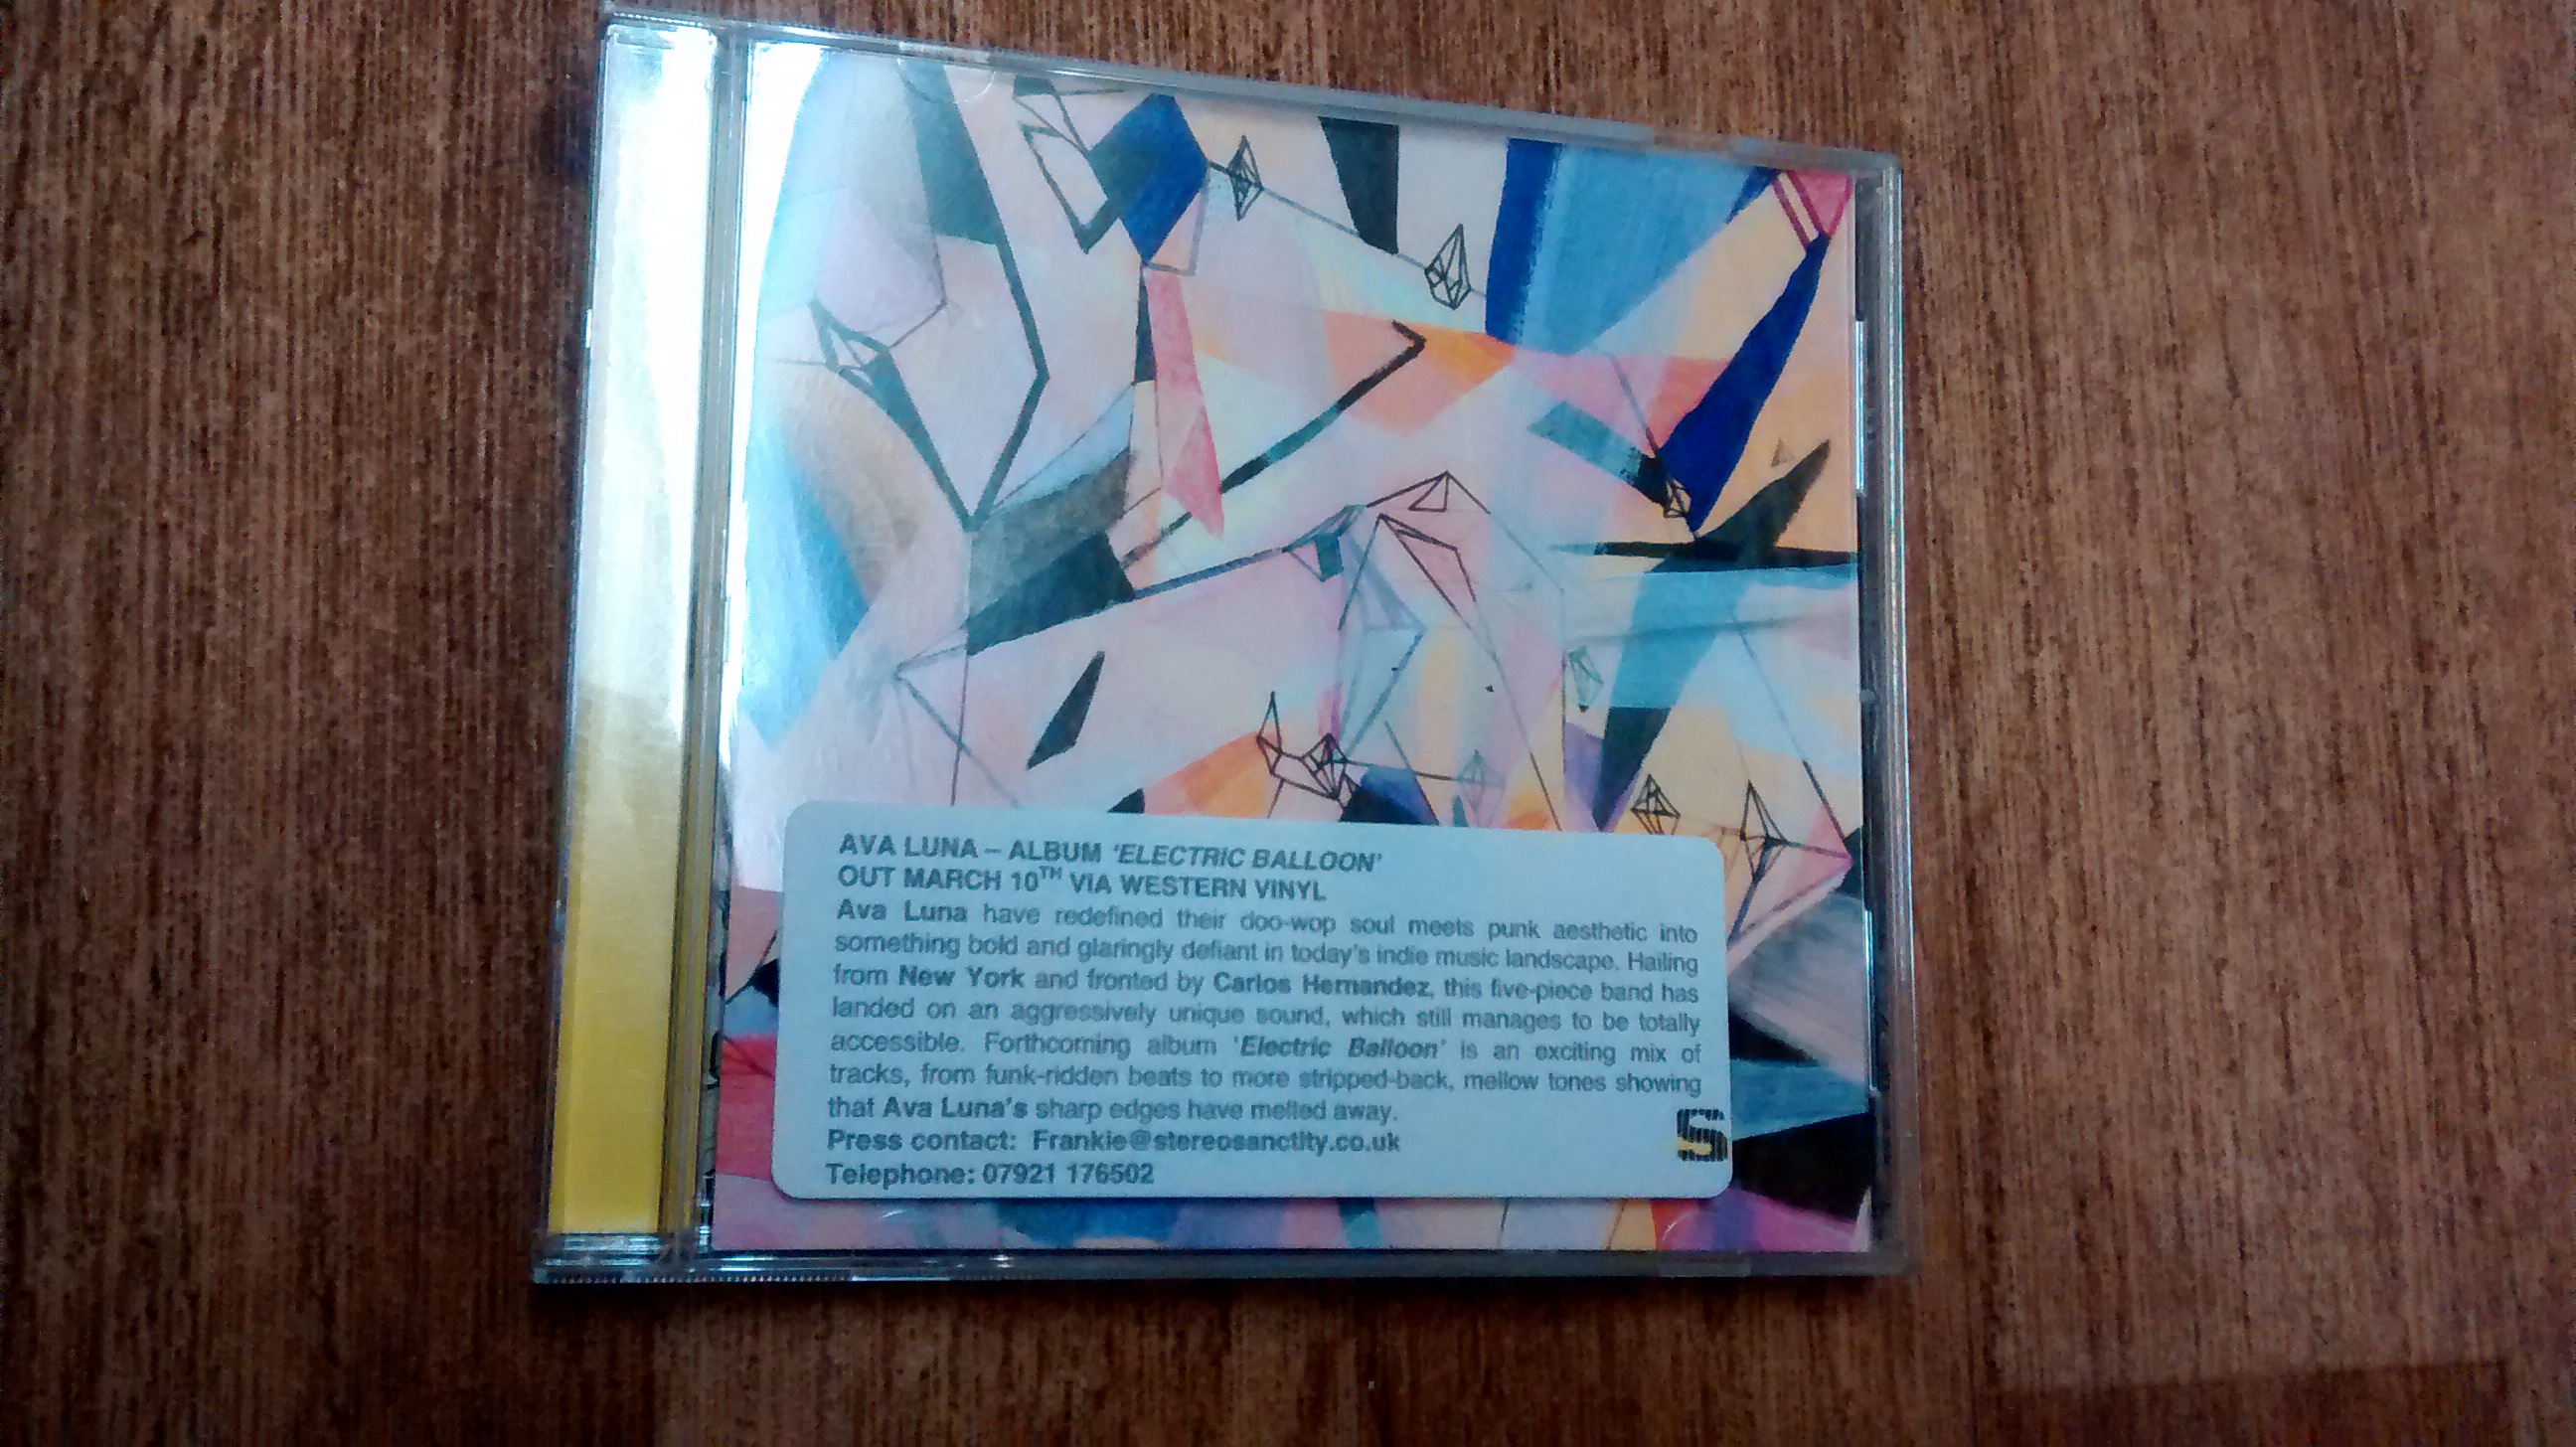 AVA LUNA – ALBUM 'ELECTRIC BALLOON'
OUT MARCH 10TH VIA WESTERN VINYL
Ava Luna have redefined their doo-wop soul meets punk aesthetic into
something bold and glaringly defiant in today's indie music landscape. Hailing
from New York and fronted by Carlos Hernandez, this five-piece band has
landed on an aggressively unique sound, which still manages to be totally
accessible. Forthcoming album 'Electric Balloon' is an exciting mix of
tracks, from funk-ridden beats to more stripped-back, mellow tones showing
that Ava Luna's sharp edges have melted away.
Press contact: Frankie@stereosanctity.co.uk
Telephone: 07921 176502
S